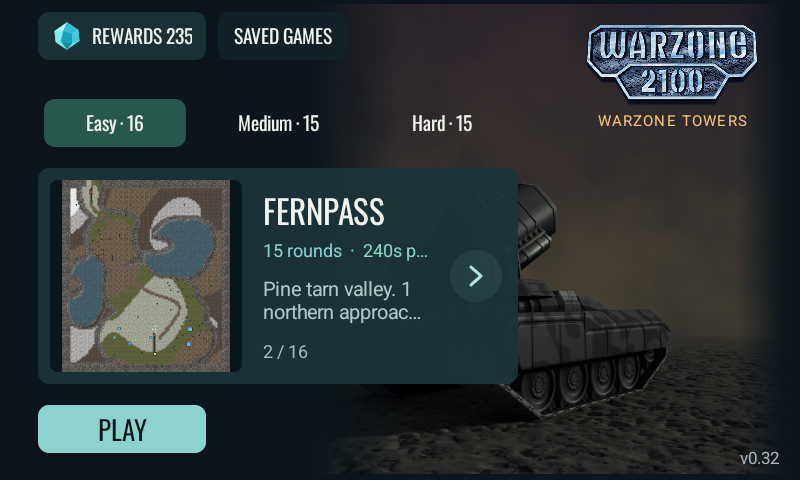 REWARDS 235
SAVED GAMES
WARZONE
2100
WARZONE TOWERS
Easy · 16
Medium · 15
Hard · 15
FERNPASS
15 rounds · 240s p...
Pine tarn valley. 1
northern approac...
2 / 16
PLAY
v0.32